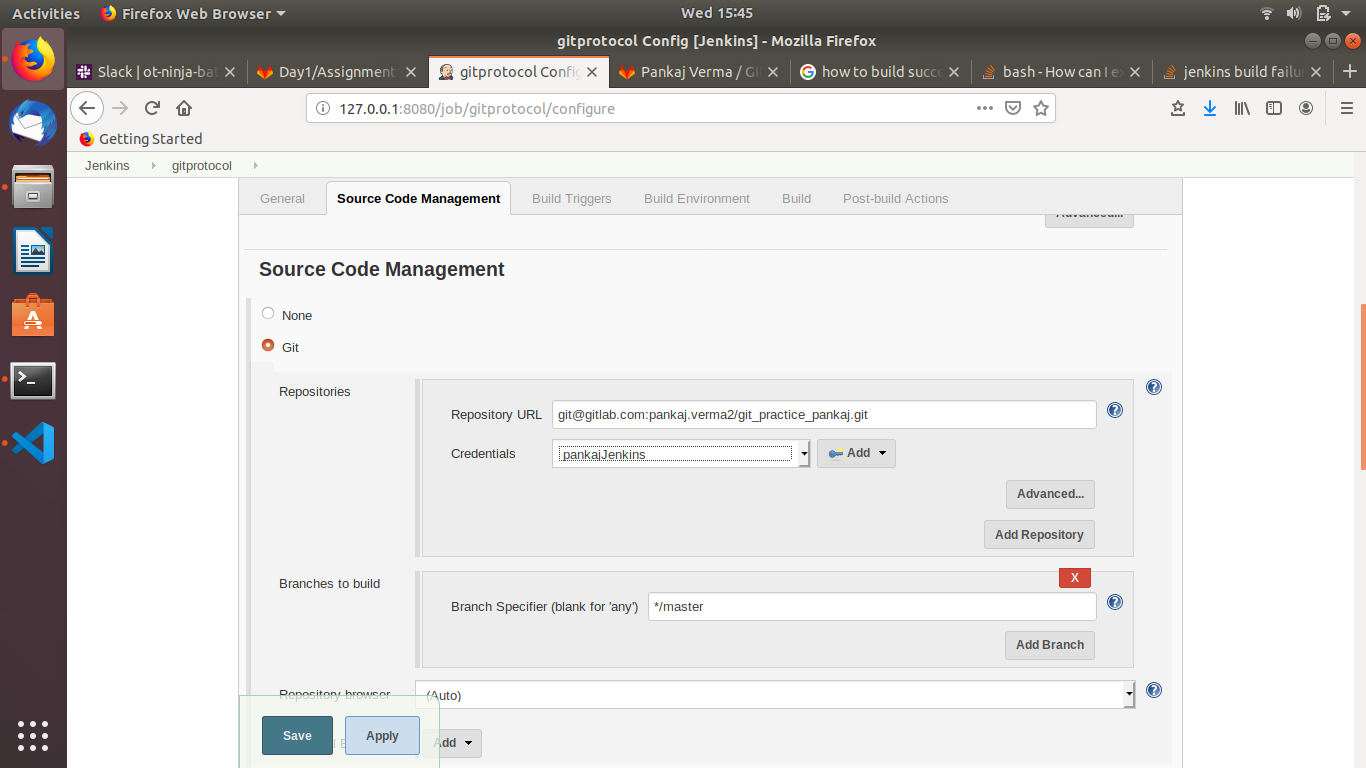 Activities Firefox Web Browser Wed 15:45
gitprotocol Config [Jenkins] - Mozilla Firefox
Slack | ot-ninja-bat Day1/Assignment gitprotocol Config Pankaj Verma / GI how to build succe bash - How can I e jenkins build failu
127.0.0.1:8080/job/gitprotocol/configure
Getting Started
Jenkins gitprotocol
General Source Code Management Build Triggers Build Environment Build Post-build Actions
Advanced...
Source Code Management
None
Git
Repositories
Repository URL git@gitlab.com:pankaj.verma2/git_practice_pankaj.git
Credentials pankajJenkins Add
Advanced...
Add Repository
Branches to build
X
Branch Specifier (blank for 'any') */master
Add Branch
Repository browser (Auto)
Save Apply Add